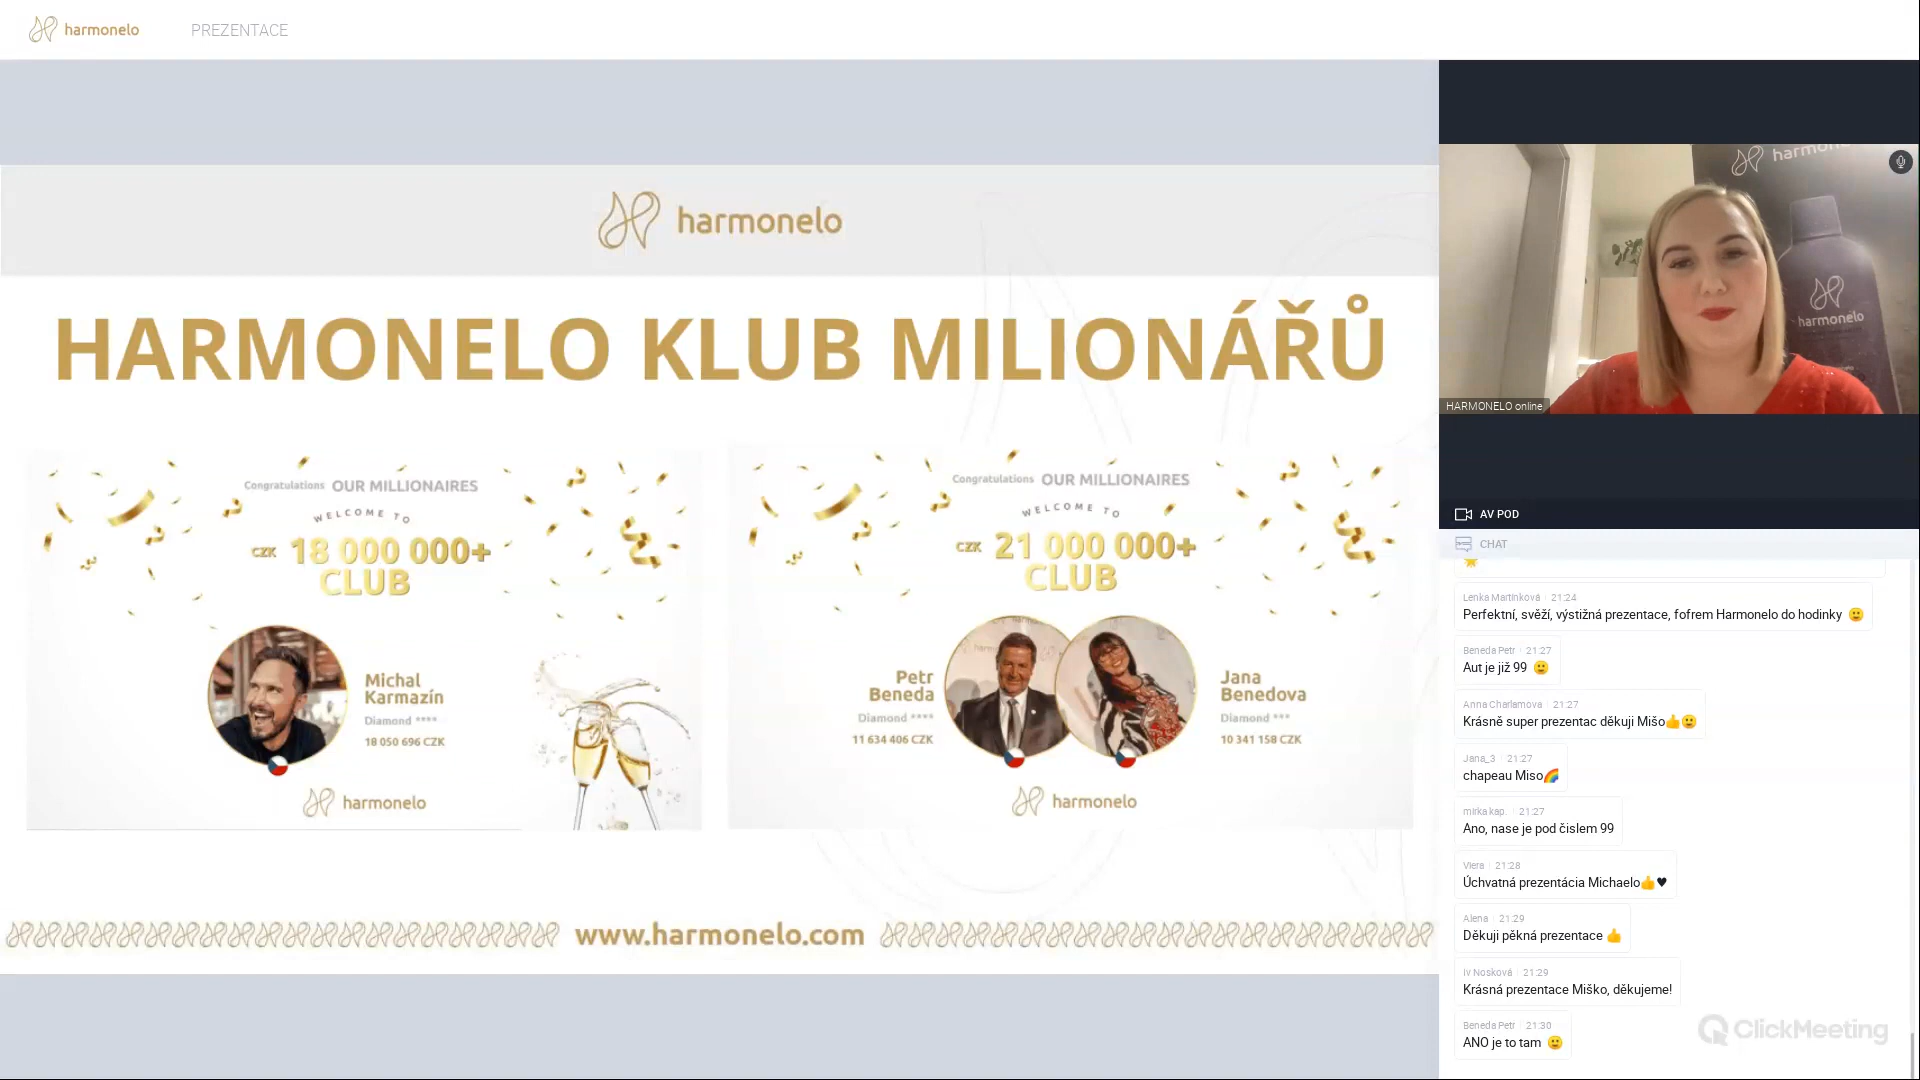 harmonelo
PREZENTACE
harmonelo
HARMONELO KLUB MILIONÁŘŮ
Congratulations OUR MILLIONAIRES
WELCOME TO
CZK 18 000 000+
CLUB
Michal
Karmazín
Diamond ****
18 050 696 CZK
harmonelo
Congratulations OUR MILLIONAIRES
WELCOME TO
CZK 21 000 000+
CLUB
Petr
Beneda
Diamond ****
11 634 406 CZK
Jana
Benedova
Diamond ***
10 341 158 CZK
harmonelo
www.harmonelo.com
harmonelo
harmonelo
HARMONELO online
AV POD
CHAT
Lenka Martinková 21:24
Perfektní, svěží, výstižná prezentace, fofrem Harmonelo do hodinky 🙂
Beneda Petr 21:27
Aut je již 99 🙂
Anna Charlamova 21:27
Krásně super prezentac děkuji Mišo👍🙂
Jana_3 21:27
chapeau Miso🌈
mirka kap. 21:27
Ano, nase je pod čislem 99
Viera 21:28
Úchvatná prezentácia Michaelo👍♥
Alena 21:29
Děkuji pěkná prezentace 👍
Iv Nosková 21:29
Krásná prezentace Miško, děkujeme!
Beneda Petr 21:30
ANO je to tam 🙂
ClickMeeting